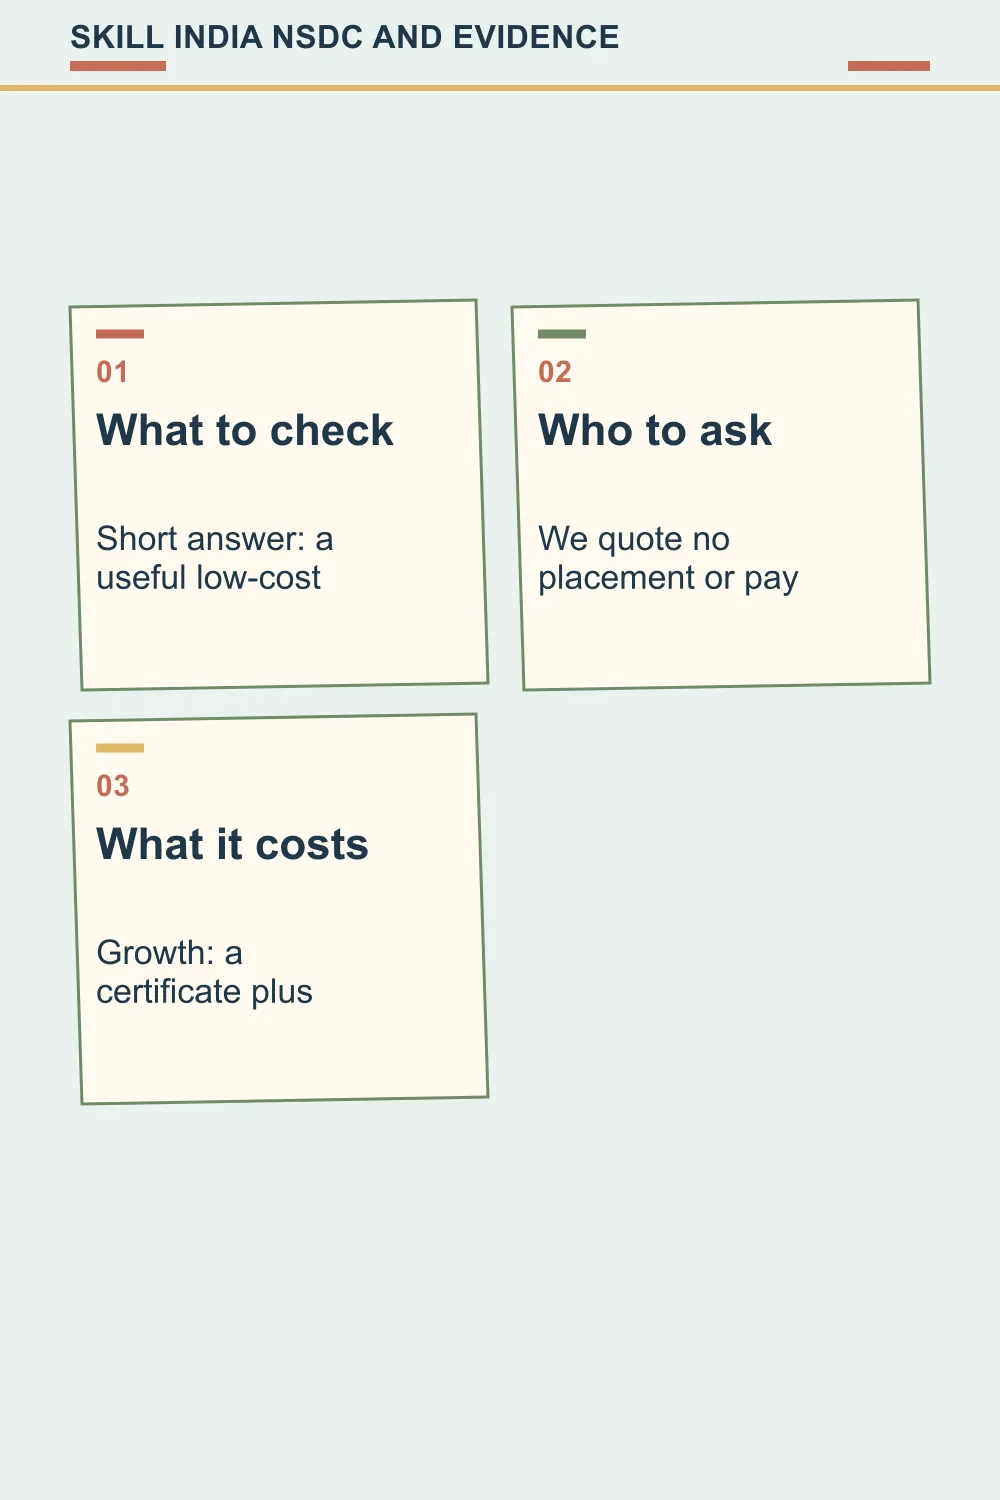 SKILL INDIA NSDC AND EVIDENCE
01
What to check
Short answer: a
useful low-cost
02
Who to ask
We quote no
placement or pay
03
What it costs
Growth: a
certificate plus